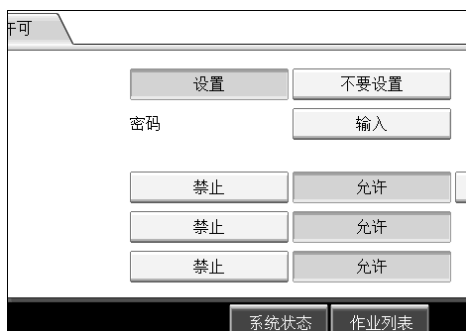 许可
设置 不要设置
密码 输入
禁止 允许
禁止 允许
禁止 允许
系统状态 作业列表